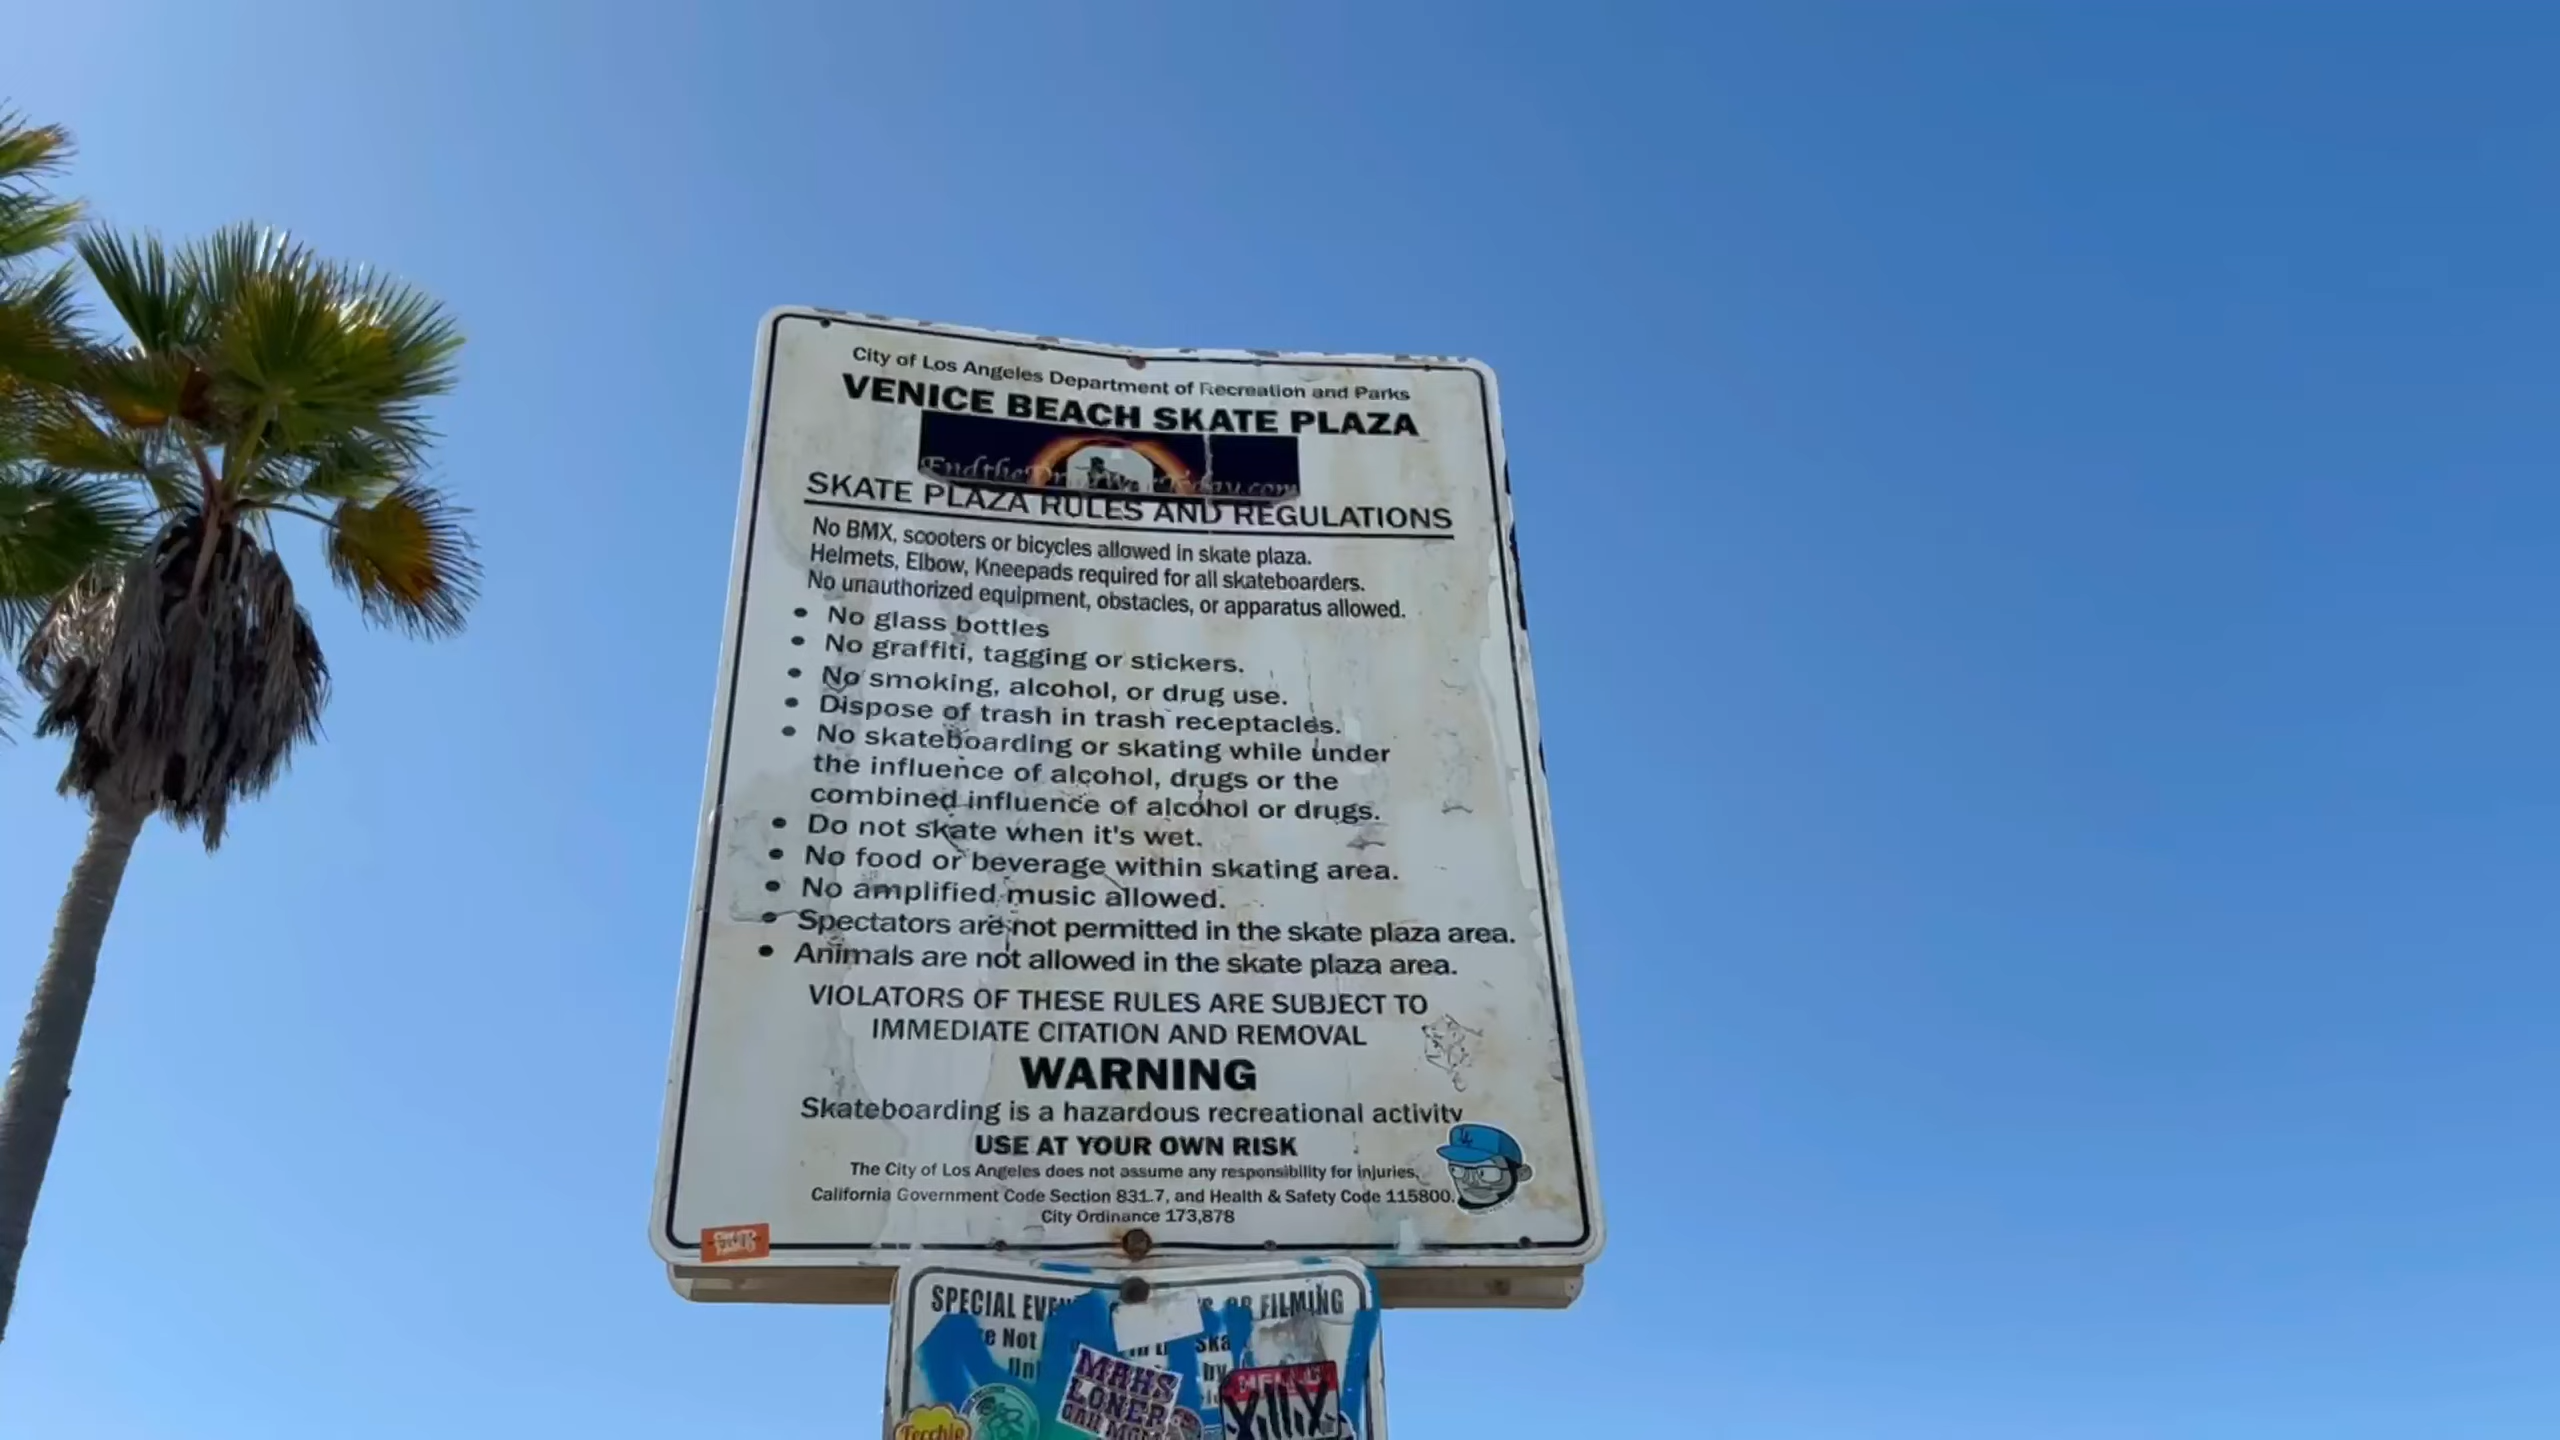 City of Los Angeles Department of Recreation and Parks
VENICE BEACH SKATE PLAZA
SKATE PLAZA RULES AND REGULATIONS
No BMX, scooters or bicycles allowed in skate plaza.
Helmets, Elbow, Kneepads required for all skateboarders.
No unauthorized equipment, obstacles, or apparatus allowed.
• No glass bottles
• No graffiti, tagging or stickers.
• No smoking, alcohol, or drug use.
• Dispose of trash in trash receptacles.
• No skateboarding or skating while under
the influence of alcohol, drugs or the
combined influence of alcohol or drugs.
• Do not skate when it's wet.
• No food or beverage within skating area.
• No amplified music allowed.
• Spectators are not permitted in the skate plaza area.
• Animals are not allowed in the skate plaza area.
VIOLATORS OF THESE RULES ARE SUBJECT TO
IMMEDIATE CITATION AND REMOVAL
WARNING
Skateboarding is a hazardous recreational activity
USE AT YOUR OWN RISK
The City of Los Angeles does not assume any responsibility for injuries.
California Government Code Section 831.7, and Health & Safety Code 115800.
City Ordinance 173,878
SPECIAL OR FILMING
Not
by
MAHS
LONER